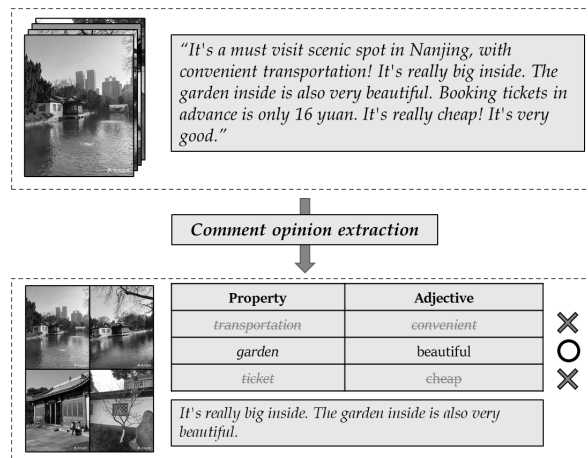 “It's a must visit scenic spot in Nanjing, with
convenient transportation! It's really big inside. The
garden inside is also very beautiful. Booking tickets in
advance is only 16 yuan. It's really cheap! It's very
good.”
Comment opinion extraction
Property Adjective
transportation convenient
garden beautiful
ticket cheap
It's really big inside. The garden inside is also very
beautiful.